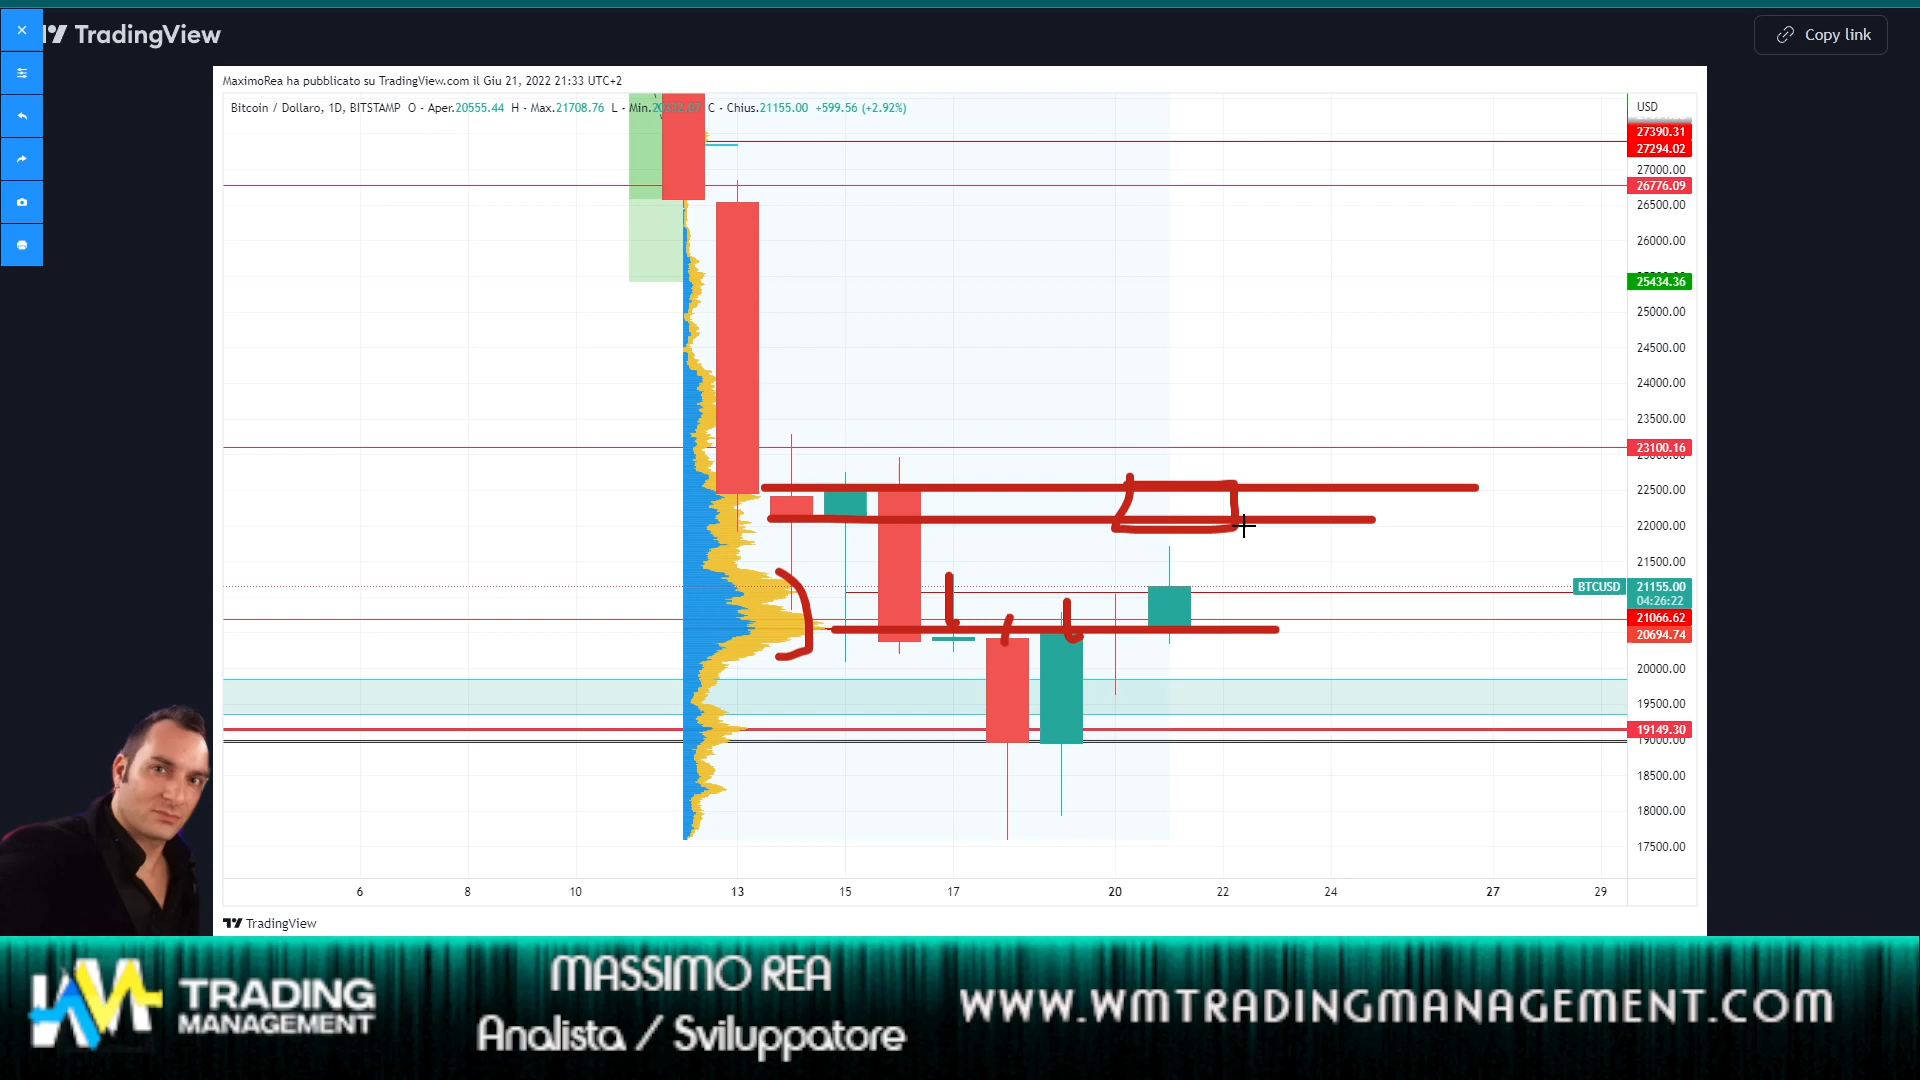 TradingView
Copy link
MaximoRea ha pubblicato su TradingView.com il Giu 21, 2022 21:33 UTC+2
Bitcoin / Dollaro, 1D, BITSTAMP O - Aper.20555.44 H - Max.21708.76 L - Min. C - Chius.21155.00 +599.56 (+2.92%)
USD
27390.31
27294.02
27000.00
26776.09
26500.00
26000.00
25434.36
25000.00
24500.00
24000.00
23500.00
23100.16
22500.00
22000.00
21500.00
BTCUSD 21155.00
04:26:22
21066.62
20694.74
20000.00
19500.00
19149.30
19000.00
18500.00
18000.00
17500.00
6 8 10 13 15 17 20 22 24 27 29
TradingView
TRADING
MANAGEMENT
MASSIMO REA
Analista / Sviluppatore
WWW.WMTRADINGMANAGEMENT.COM